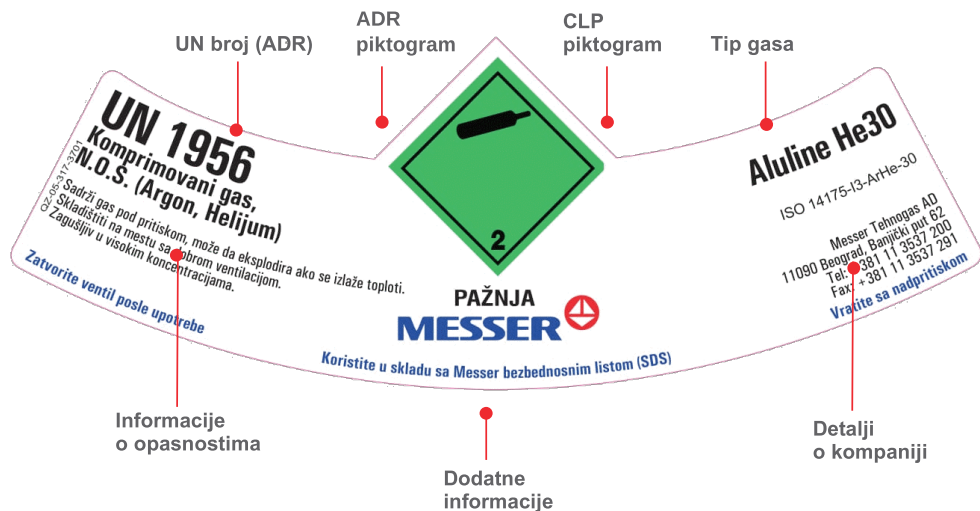 UN broj (ADR)
ADR
piktogram
CLP
piktogram
Tip gasa
UN 1956
Komprimovani gas,
N.O.S. (Argon, Helijum)
QZ-05-317-3701
Sadrži gas pod pritiskom, može da eksplodira ako se izlaže toploti.
Skladištiti na mestu sa dobrom ventilacijom.
Zagušljiv u visokim koncentracijama.
Zatvorite ventil posle upotrebe
2
PAŽNJA
MESSER
Koristite u skladu sa Messer bezbednosnim listom (SDS)
Aluline He30
ISO 14175-I3-ArHe-30
Messer Tehnogas AD
11090 Beograd, Banjički put 62
Tel: +381 11 3537 200
Fax: +381 11 3537 291
Vratite sa nadpritiskom
Informacije
o opasnostima
Dodatne
informacije
Detalji
o kompaniji